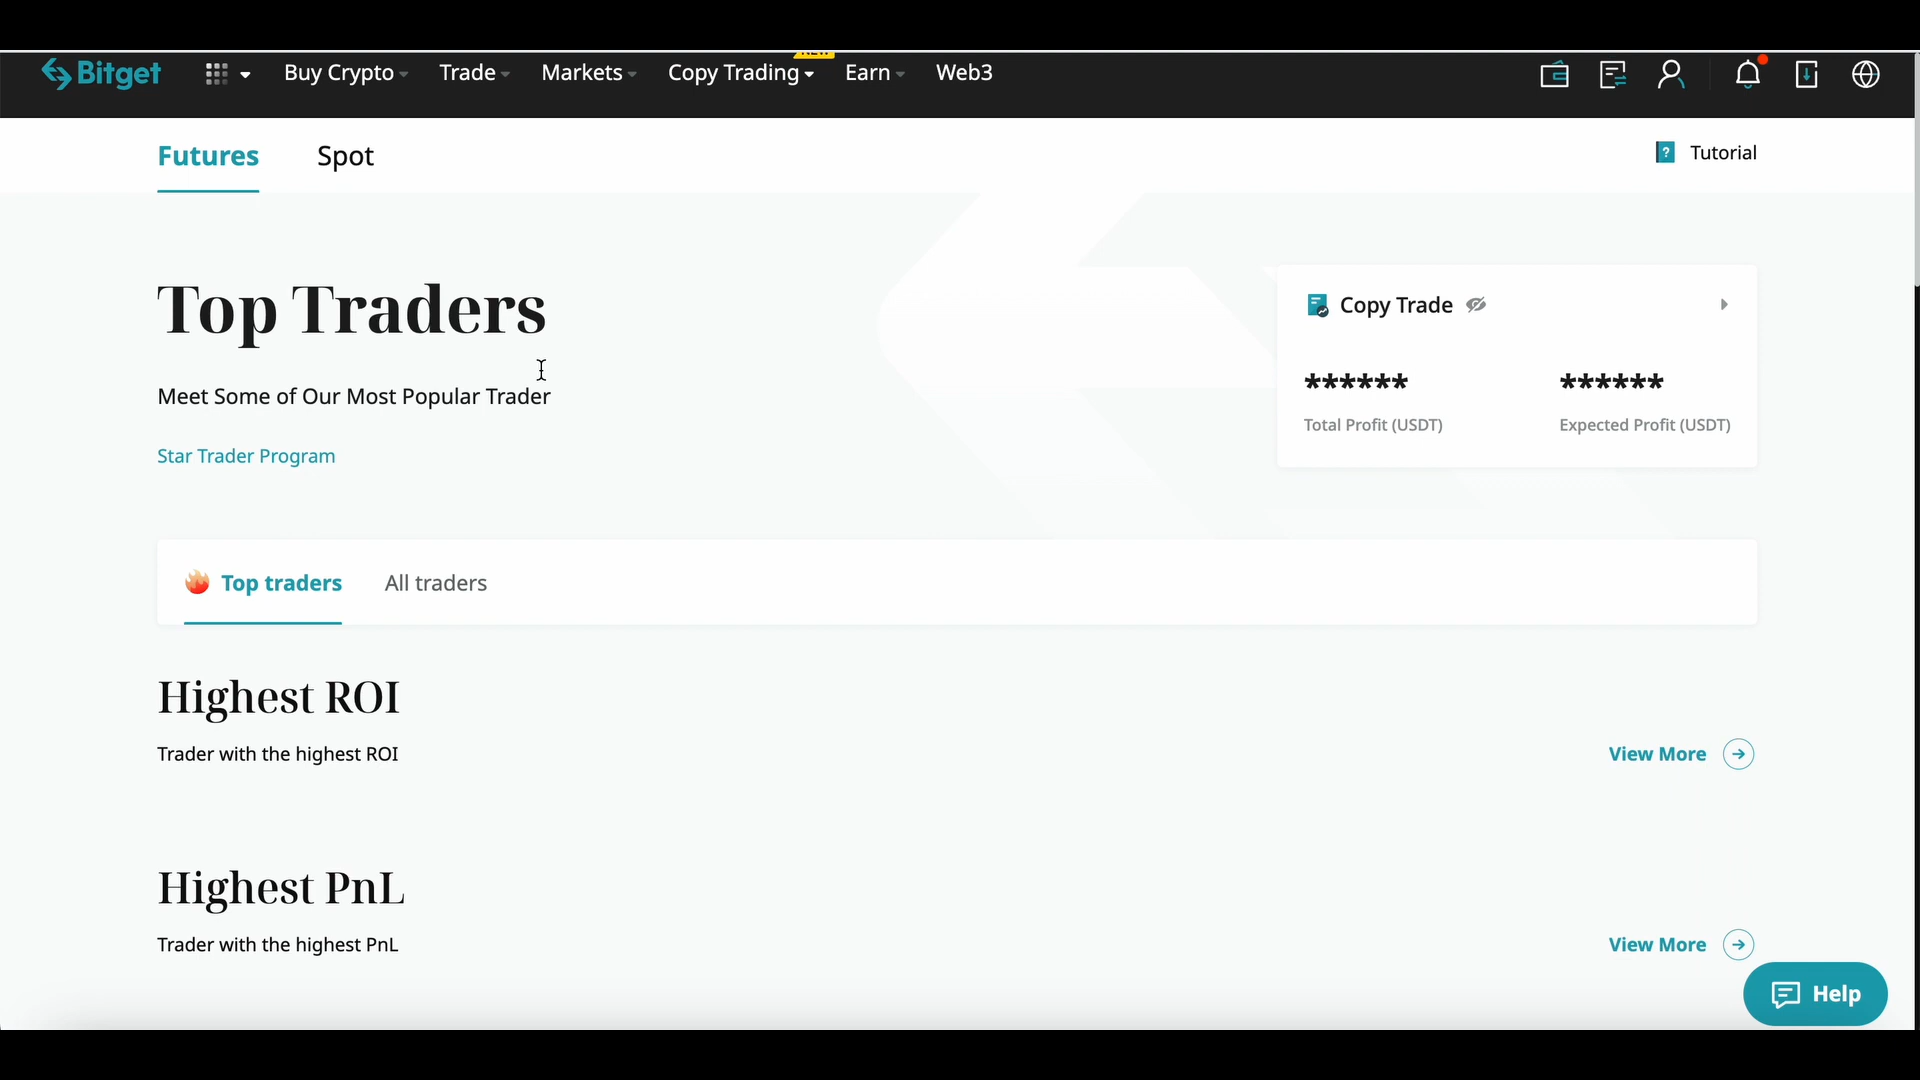 Bitget
Buy Crypto
Trade
Markets
Copy Trading
NEW
Earn
Web3
Futures
Spot
Tutorial
Top Traders
Meet Some of Our Most Popular Trader
Star Trader Program
Copy Trade
****** ******
Total Profit (USDT) Expected Profit (USDT)
Top traders
All traders
Highest ROI
Trader with the highest ROI
View More
Highest PnL
Trader with the highest PnL
View More
Help